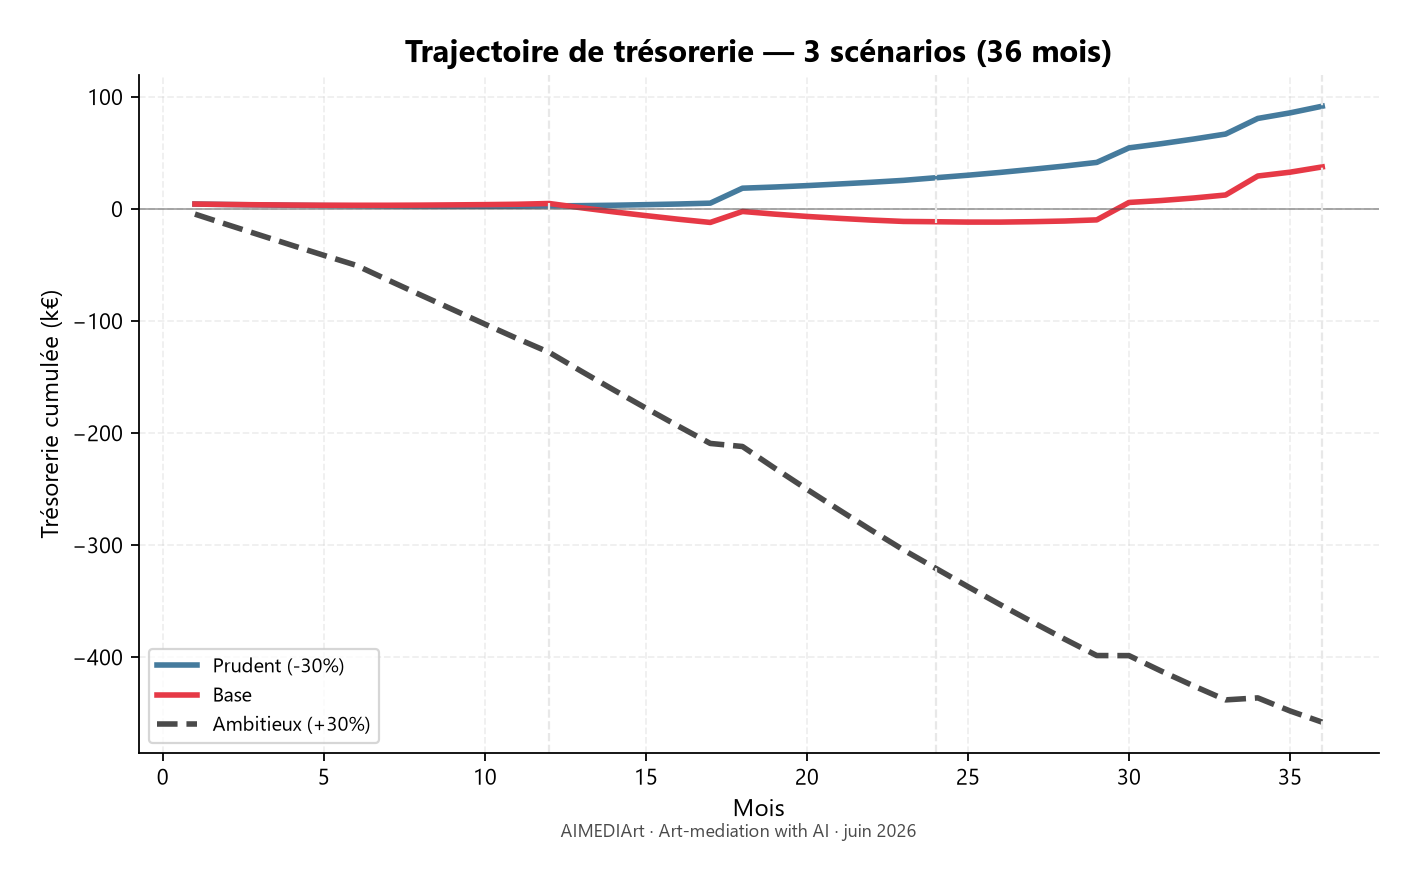 Trajectoire de trésorerie — 3 scénarios (36 mois)
Trésorerie cumulée (k€)
100
0
−100
−200
−300
−400
Prudent (-30%)
Base
Ambitieux (+30%)
0 5 10 15 20 25 30 35
Mois
AIMEDIArt · Art-mediation with AI · juin 2026